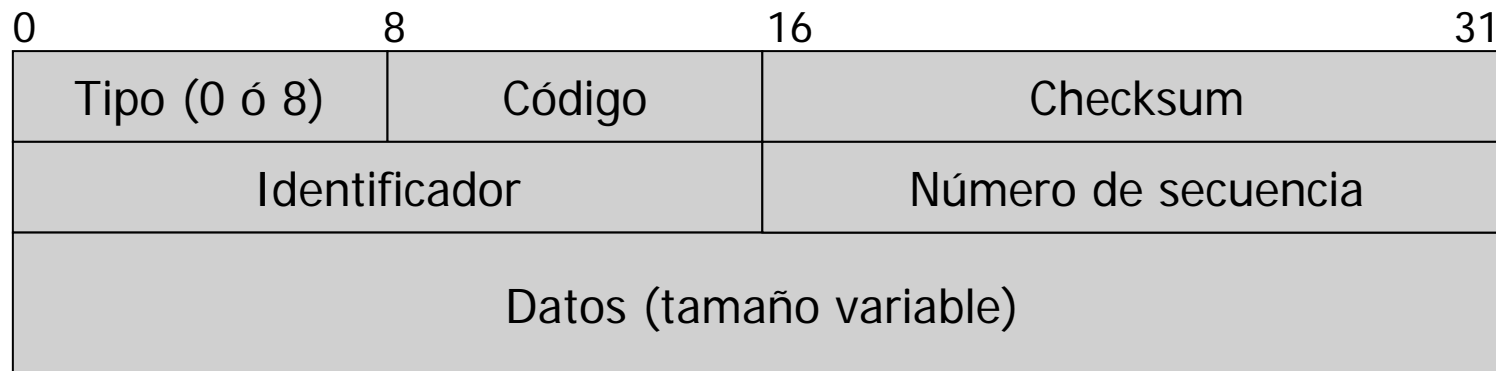 0 8 16 31
Tipo (0 ó 8) Código Checksum
Identificador Número de secuencia
Datos (tamaño variable)